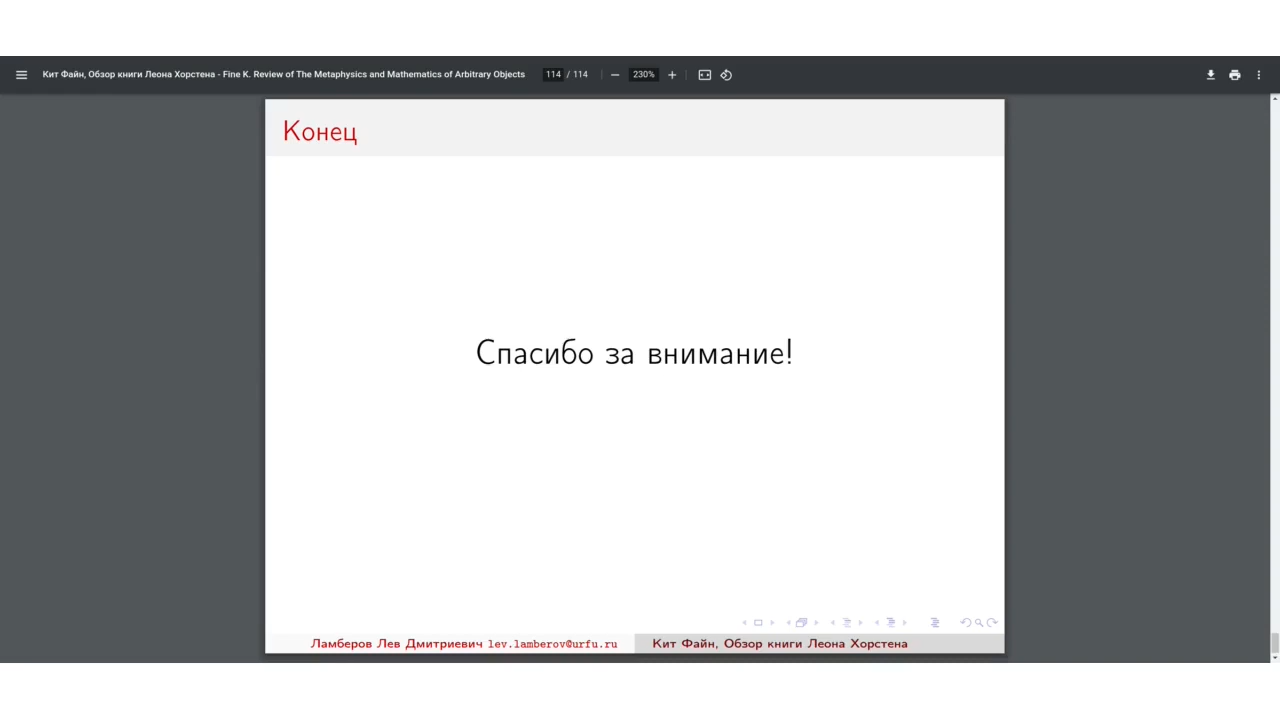 Кит Файн, Обзор книги Леона Хорстена - Fine K. Review of The Metaphysics and Mathematics of Arbitrary Objects 114 / 114 230%
Конец
Спасибо за внимание!
Ламберов Лев Дмитриевич lev.lamberov@urfu.ru Кит Файн, Обзор книги Леона Хорстена